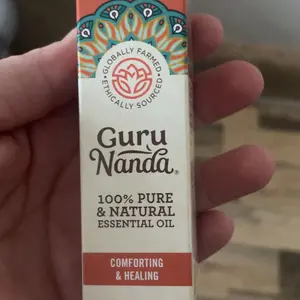 GLOBALLY FARMED
• ETHICALLY SOURCED •
Guru
Nanda®
100% PURE
& NATURAL
ESSENTIAL OIL
COMFORTING
& HEALING